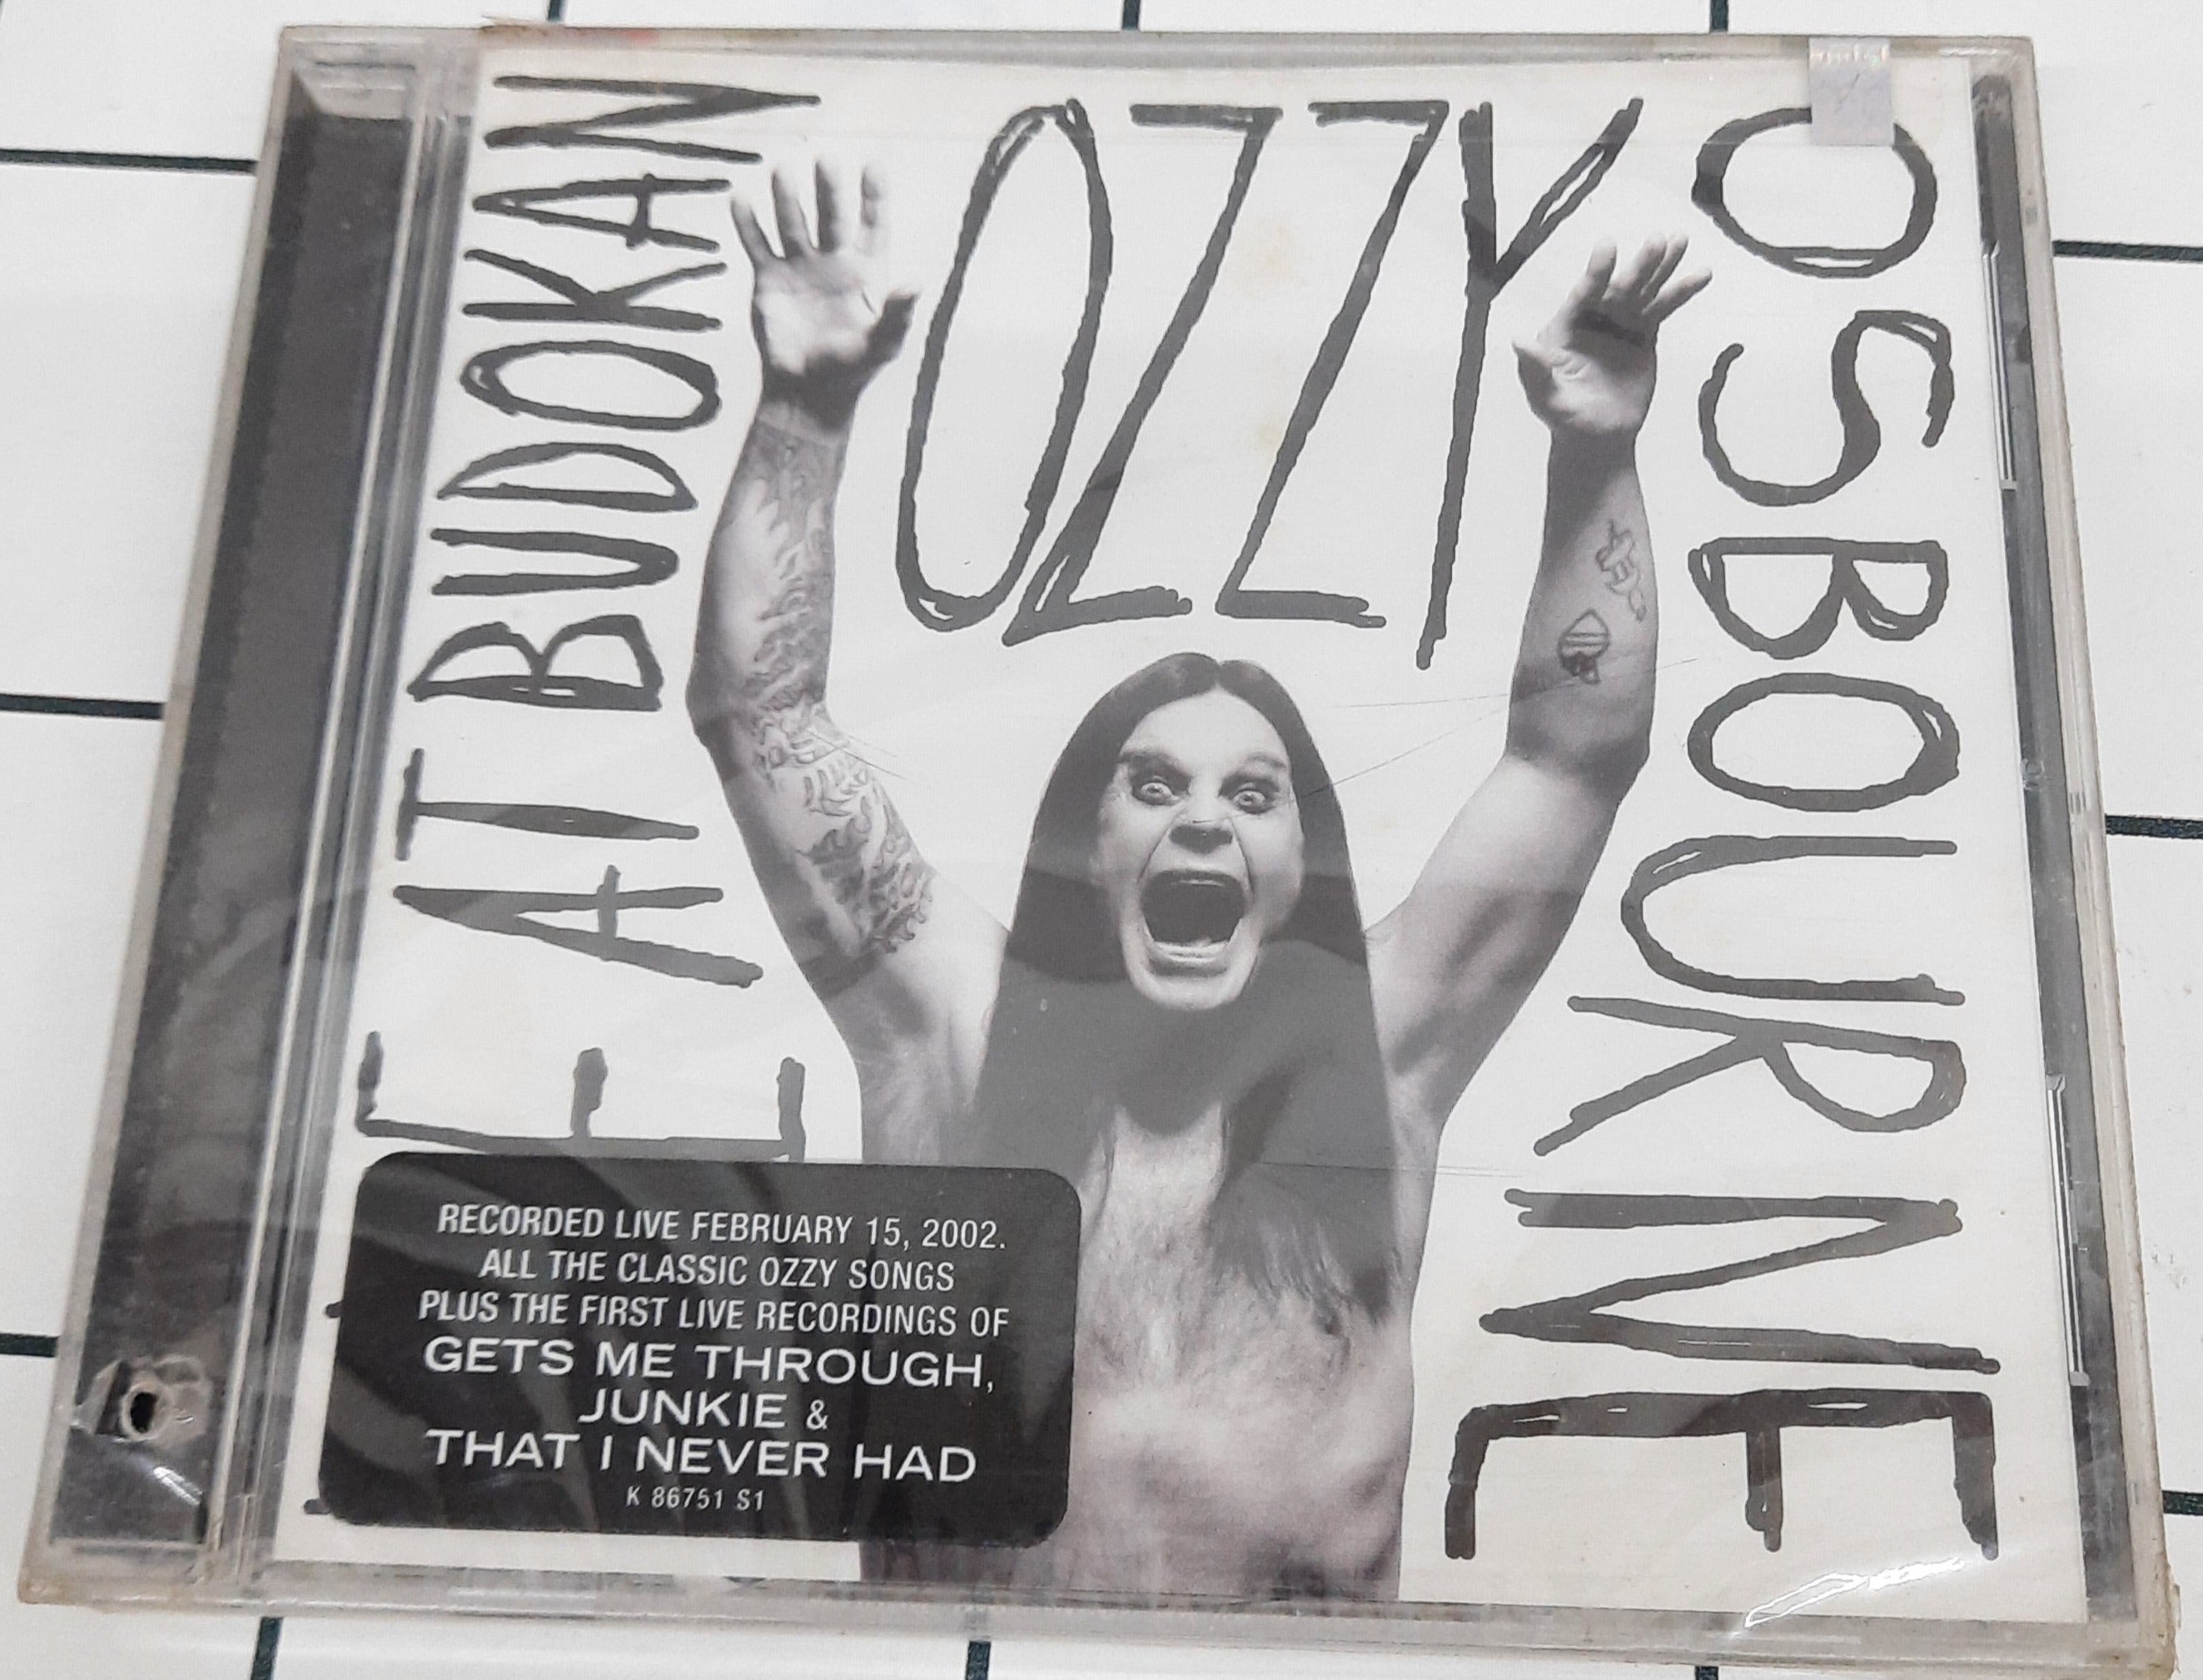 OZZY
OSBOURNE
E AT BUDOKAN
RECORDED LIVE FEBRUARY 15, 2002.
ALL THE CLASSIC OZZY SONGS
PLUS THE FIRST LIVE RECORDINGS OF
GETS ME THROUGH,
JUNKIE &
THAT I NEVER HAD
K 86751 S1